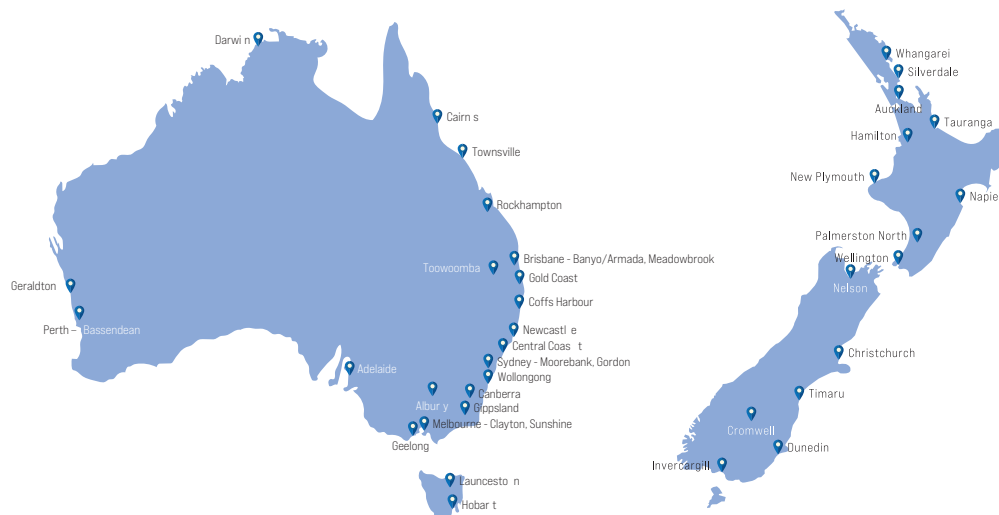 Darwi n
Cairn s
Townsville
Rockhampton
Toowoomba
Brisbane - Banyo/Armada, Meadowbrook
Gold Coast
Geraldton
Coffs Harbour
Perth – Bassendean
Newcastl e
Central Coas t
Sydney - Moorebank, Gordon
Adelaide
Wollongong
Canberra
Albur y
Gippsland
Melbourne - Clayton, Sunshine
Geelong
Launcesto n
Hobar t
Whangarei
Silverdale
Auckland
Tauranga
Hamilton
New Plymouth
Napie
Palmerston North
Wellington
Nelson
Christchurch
Timaru
Cromwell
Dunedin
Invercargill